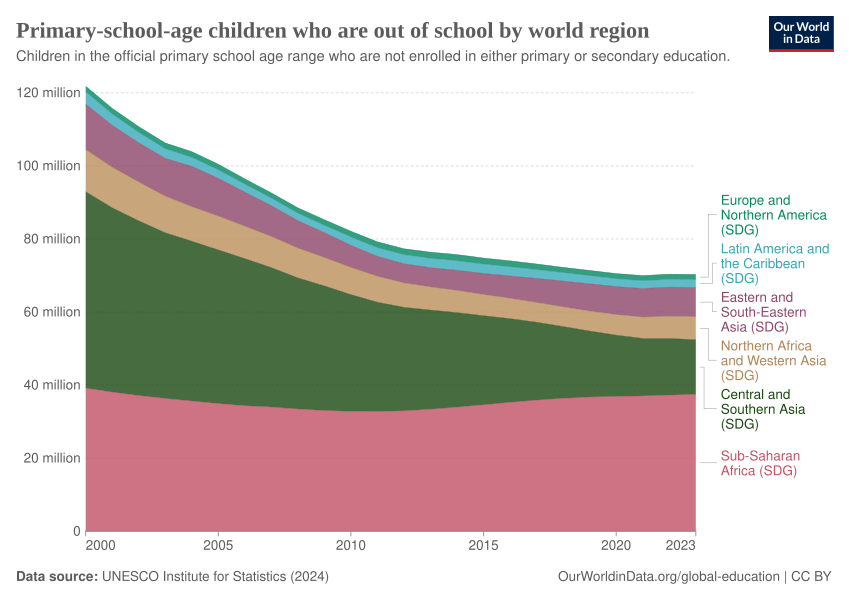 Primary-school-age children who are out of school by world region
Our World
in Data
Children in the official primary school age range who are not enrolled in either primary or secondary education.
120 million
100 million
80 million
60 million
40 million
20 million
0
2000
2005
2010
2015
2020
2023
Europe and
Northern America
(SDG)
Latin America and
the Caribbean
(SDG)
Eastern and
South-Eastern
Asia (SDG)
Northern Africa
and Western Asia
(SDG)
Central and
Southern Asia
(SDG)
Sub-Saharan
Africa (SDG)
Data source: UNESCO Institute for Statistics (2024)
OurWorldinData.org/global-education | CC BY